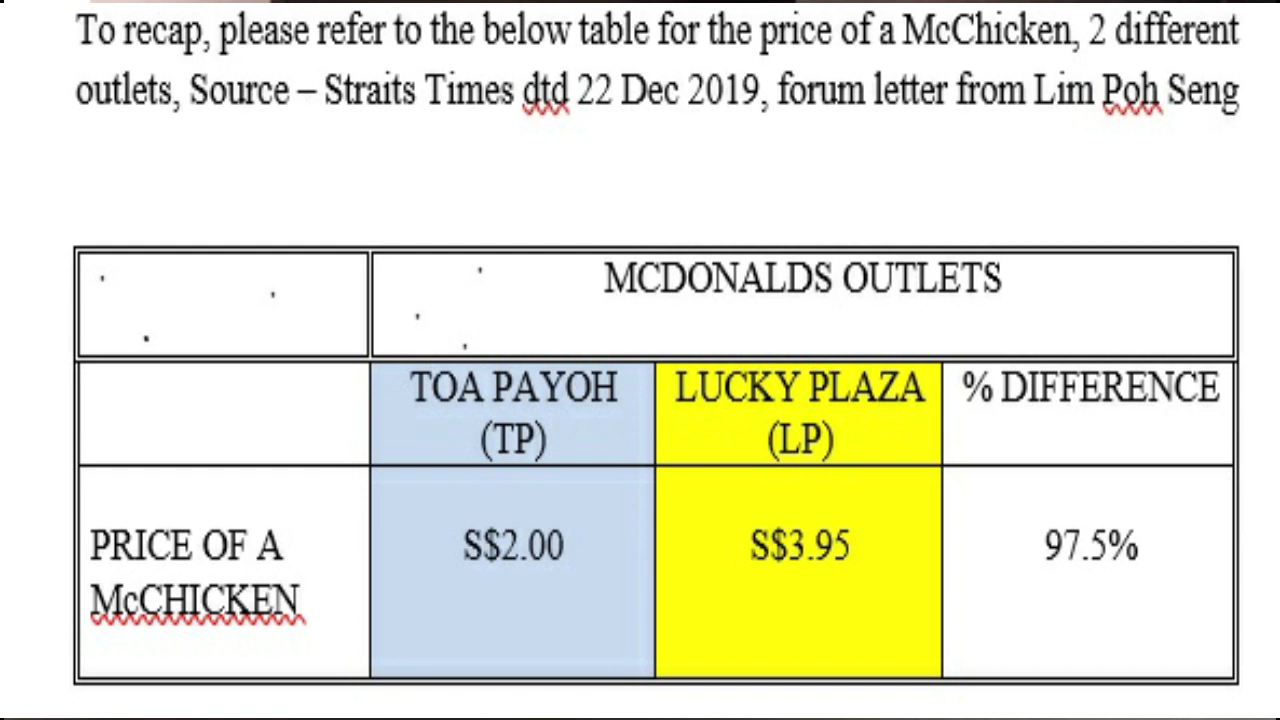 To recap, please refer to the below table for the price of a McChicken, 2 different
outlets, Source – Straits Times dtd 22 Dec 2019, forum letter from Lim Poh Seng
MCDONALDS OUTLETS
TOA PAYOH
(TP)
LUCKY PLAZA
(LP)
% DIFFERENCE
PRICE OF A
McCHICKEN
S$2.00
S$3.95
97.5%